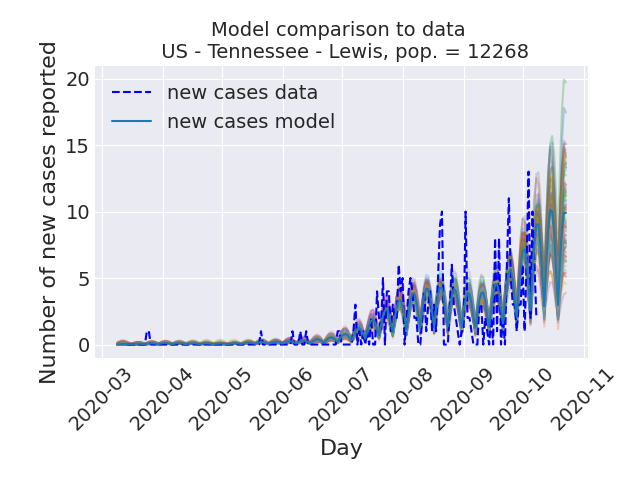 Model comparison to data
US - Tennessee - Lewis, pop. = 12268
Number of new cases reported
20
15
10
5
0
new cases data
new cases model
2020-03
2020-04
2020-05
2020-06
2020-07
2020-08
2020-09
2020-10
2020-11
Day